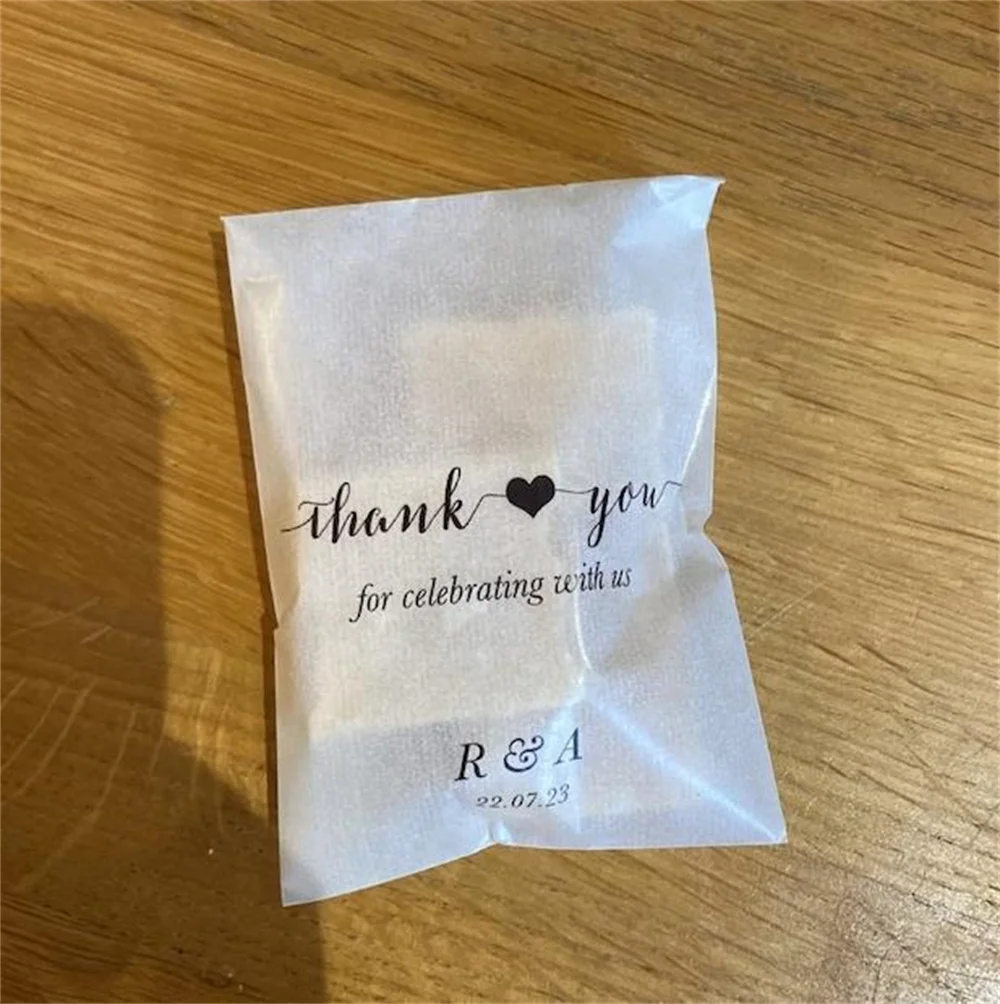 thank ♥ you
for celebrating with us
R & A
22.07.23